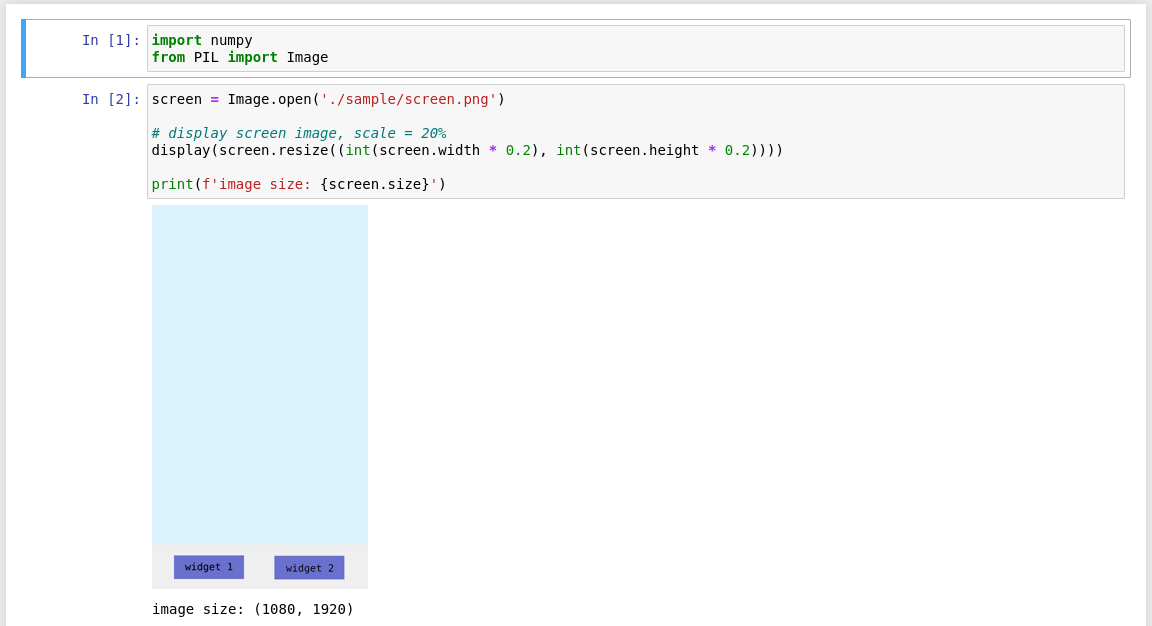 In [1]: import numpy
from PIL import Image
In [2]: screen = Image.open('./sample/screen.png')
# display screen image, scale = 20%
display(screen.resize((int(screen.width * 0.2), int(screen.height * 0.2))))
print(f'image size: {screen.size}')
widget 1 widget 2
image size: (1080, 1920)